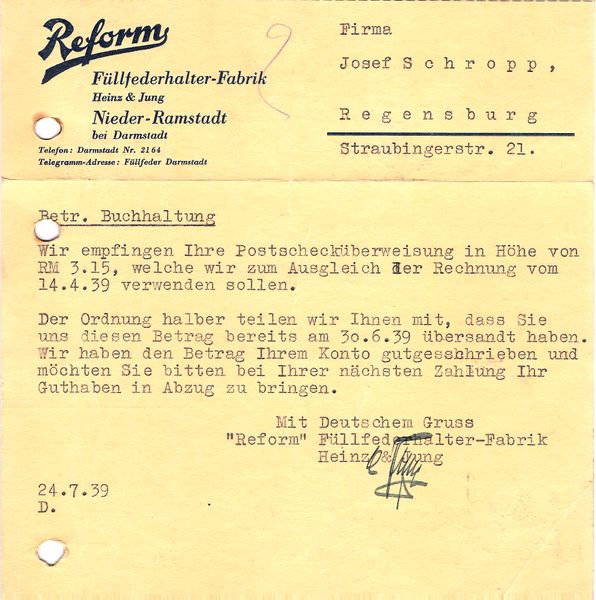 Reform
Füllfederhalter-Fabrik
Heinz & Jung
Nieder-Ramstadt
bei Darmstadt
Telefon: Darmstadt Nr. 2164
Telegramm-Adresse: Füllfeder Darmstadt
Firma
Josef Schropp,
Regensburg
Straubingerstr. 21.
Betr. Buchhaltung
Wir empfingen Ihre Postschecküberweisung in Höhe von
RM 3.15, welche wir zum Ausgleich der Rechnung vom
14.4.39 verwenden sollen.
Der Ordnung halber teilen wir Ihnen mit, dass Sie
uns diesen Betrag bereits am 30.6.39 übersandt haben.
Wir haben den Betrag Ihrem Konto gutgesshrieben und
möchten Sie bitten bei Ihrer nächsten Zahlung Ihr
Guthaben in Abzug zu bringen.
Mit Deutschem Gruss
"Reform" Füllfederhalter-Fabrik
Heinz & Jung
24.7.39
D.